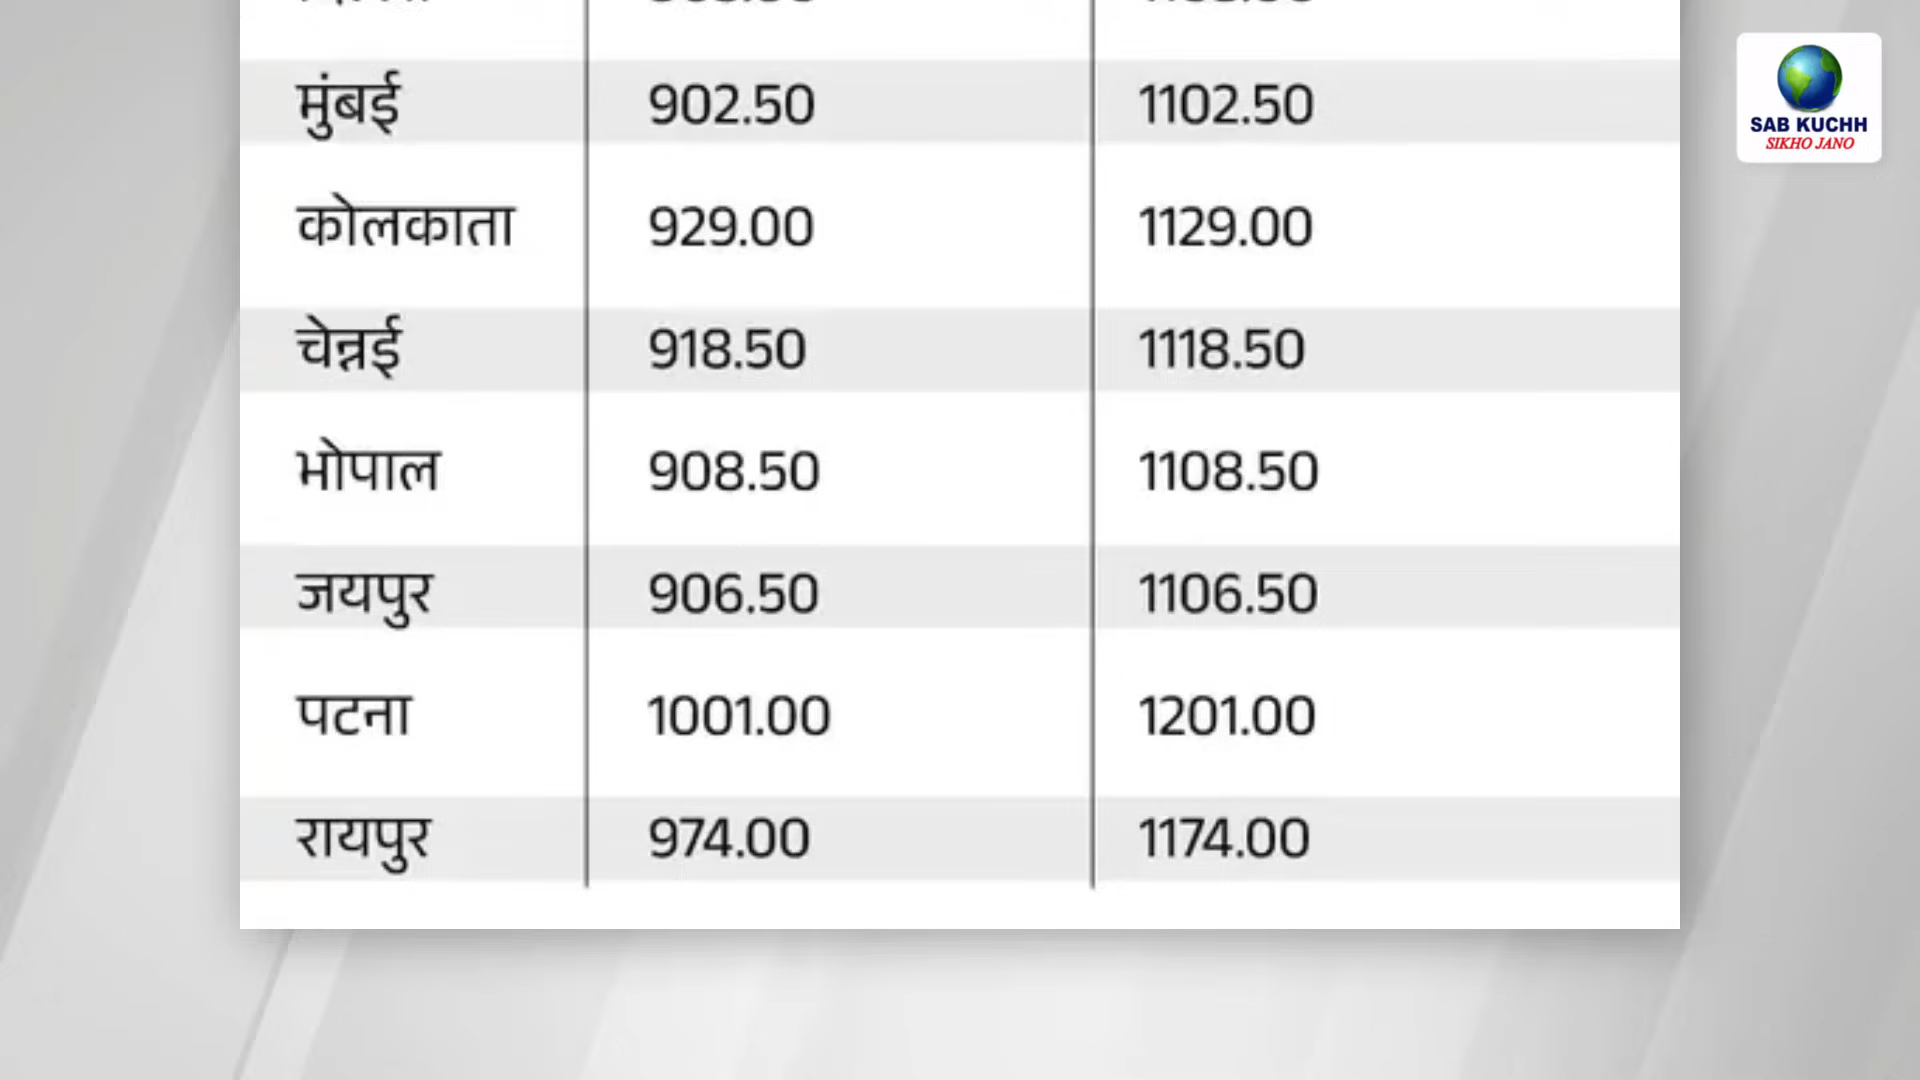 मुंबई 902.50 1102.50
कोलकाता 929.00 1129.00
चेन्नई 918.50 1118.50
भोपाल 908.50 1108.50
जयपुर 906.50 1106.50
पटना 1001.00 1201.00
रायपुर 974.00 1174.00
SAB KUCHH
SIKHO JANO